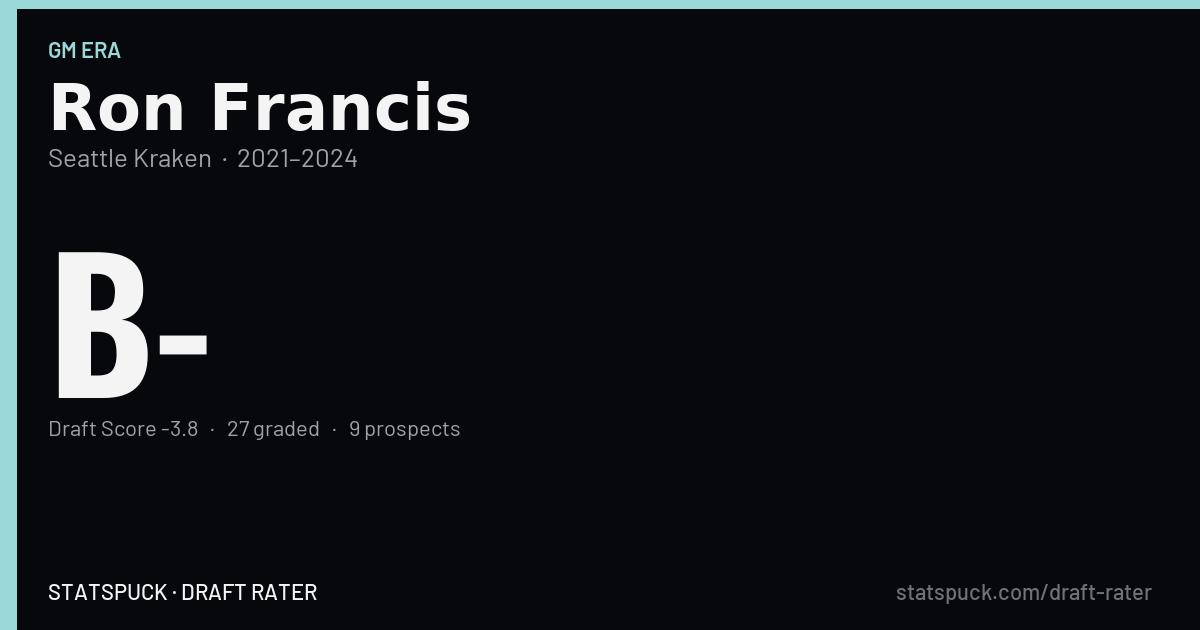 GM ERA
Ron Francis
Seattle Kraken · 2021–2024
B-
Draft Score -3.8 · 27 graded · 9 prospects
STATSPUCK · DRAFT RATER
statspuck.com/draft-rater